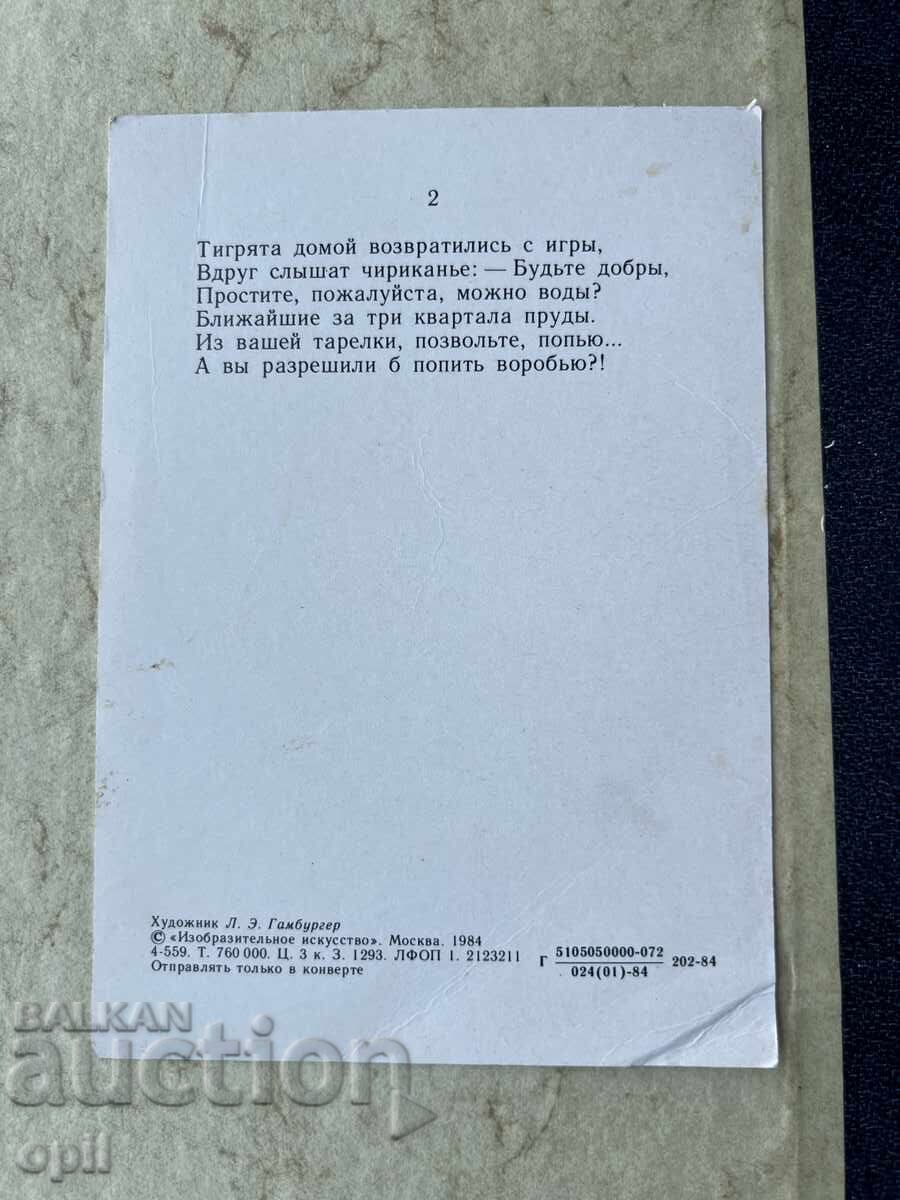 2
Тигрята домой возвратились с игры,
Вдруг слышат чириканье: — Будьте добры,
Простите, пожалуйста, можно воды?
Ближайшие за три квартала пруды.
Из вашей тарелки, позвольте, попью...
А вы разрешили б попить воробью?!
Художник Л. Э. Гамбургер
© «Изобразительное искусство». Москва. 1984
4-559. Т. 760 000. Ц. 3 к. З. 1293. ЛФОП 1. 2123211
Отправлять только в конверте
Г 5105050000-072 202-84
024(01)-84
BALKAN
auction
opil